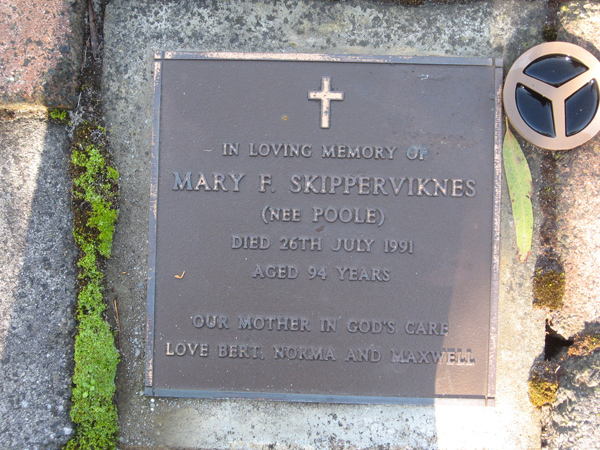 IN LOVING MEMORY OF
MARY F. SKIPPERVIKNES
(NEE POOLE)
DIED 26TH JULY 1991
AGED 94 YEARS
OUR MOTHER IN GOD'S CARE
LOVE BERT, NORMA AND MAXWELL